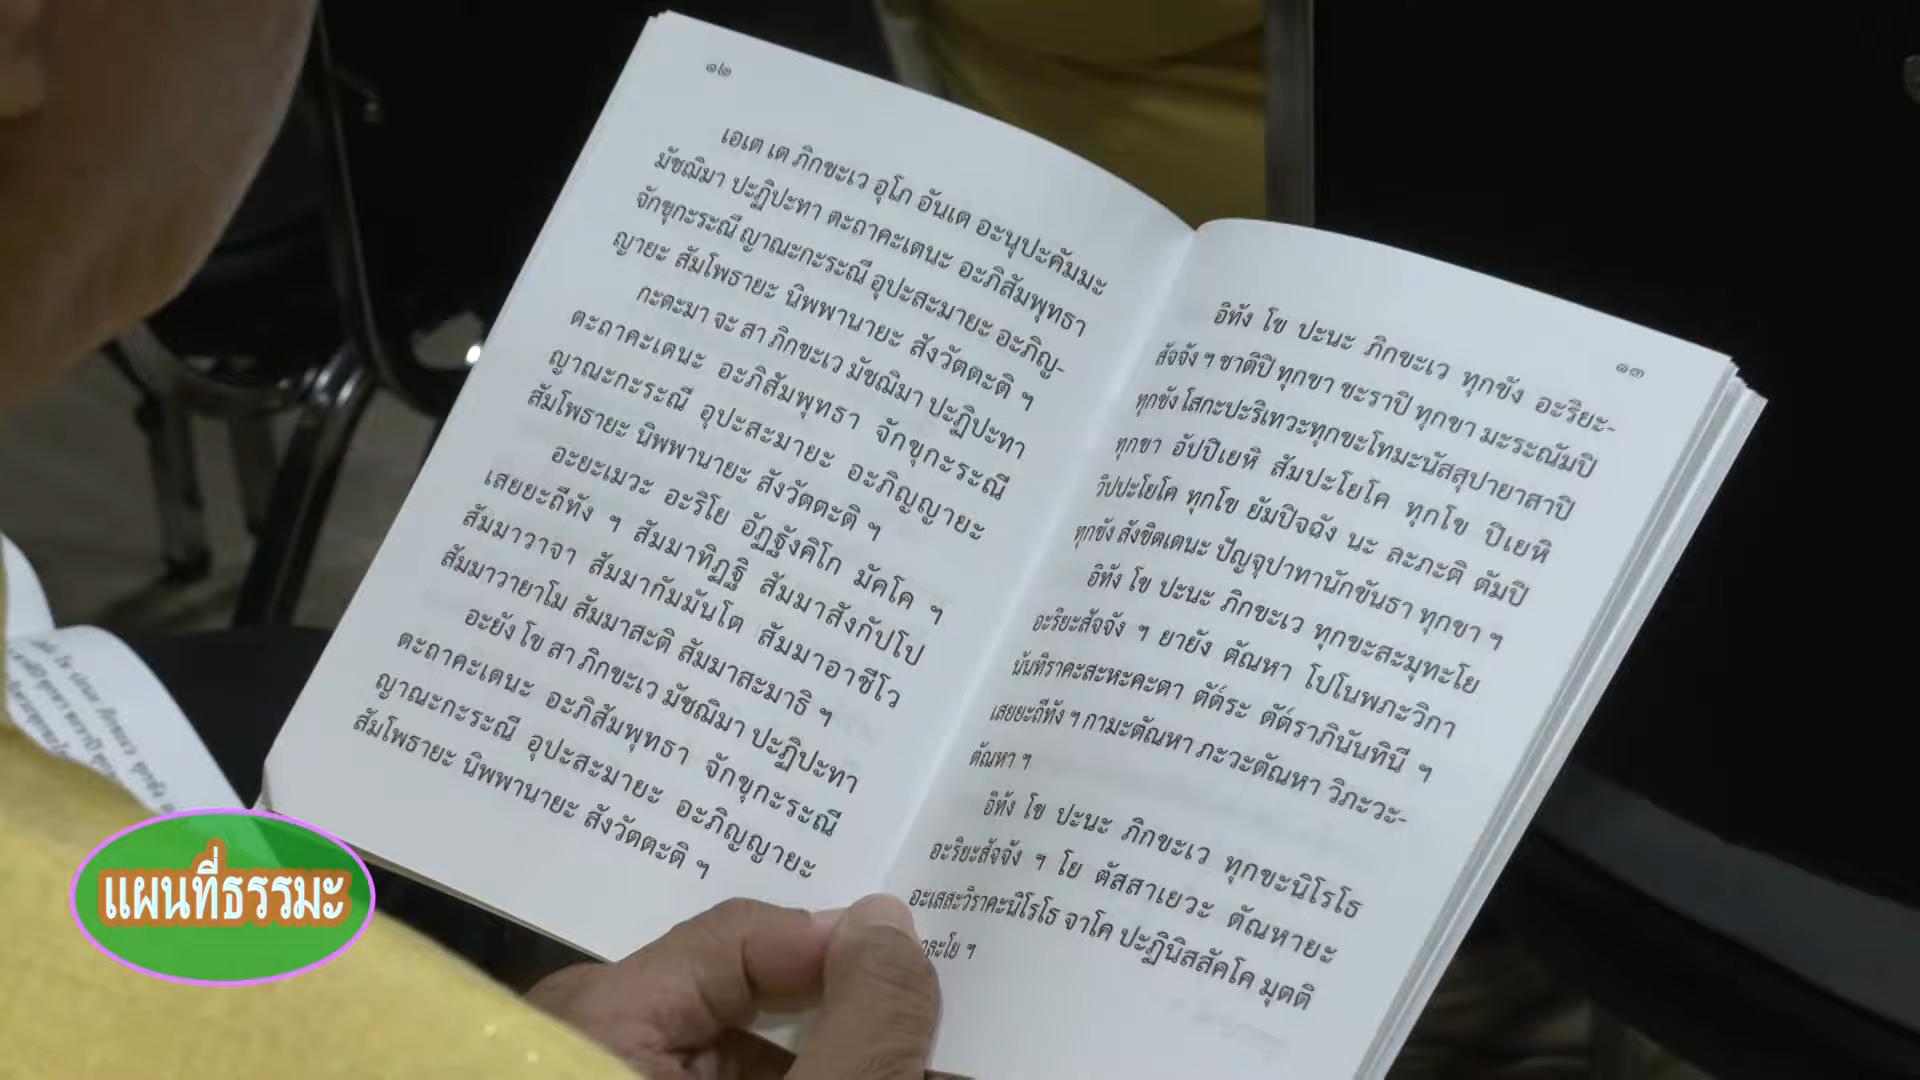 ๑๒
เอเต เต ภิกขะเว อุโภ อันเต อะนุปะคัมมะ
มัชฌิมา ปะฏิปะทา ตะถาคะเตนะ อะภิสัมพุทธา
จักขุกะระณี ญาณะกะระณี อุปะสะมายะ อะภิญ-
ญายะ สัมโพธายะ นิพพานายะ สังวัตตะติ ฯ
กะตะมา จะ สา ภิกขะเว มัชฌิมา ปะฏิปะทา
ตะถาคะเตนะ อะภิสัมพุทธา จักขุกะระณี
ญาณะกะระณี อุปะสะมายะ อะภิญญายะ
สัมโพธายะ นิพพานายะ สังวัตตะติ ฯ
อะยะเมวะ อะริโย อัฏฐังคิโก มัคโค ฯ
เสยยะถีทัง ฯ สัมมาทิฏฐิ สัมมาสังกัปโป
สัมมาวาจา สัมมากัมมันโต สัมมาอาชีโว
สัมมาวายาโม สัมมาสะติ สัมมาสะมาธิ ฯ
อะยัง โข สา ภิกขะเว มัชฌิมา ปะฏิปะทา
ตะถาคะเตนะ อะภิสัมพุทธา จักขุกะระณี
ญาณะกะระณี อุปะสะมายะ อะภิญญายะ
สัมโพธายะ นิพพานายะ สังวัตตะติ ฯ
๑๓
อิทัง โข ปะนะ ภิกขะเว ทุกขัง อะริยะ-
สัจจัง ฯ ชาติปิ ทุกขา ชะราปิ ทุกขา มะระณัมปิ
ทุกขัง โสกะปะริเทวะทุกขะโทมะนัสสุปายาสาปิ
ทุกขา อัปปิเยหิ สัมปะโยโค ทุกโข ปิเยหิ
วิปปะโยโค ทุกโข ยัมปิจฉัง นะ ละภะติ ตัมปิ
ทุกขัง สังขิตเตนะ ปัญจุปาทานักขันธา ทุกขา ฯ
อิทัง โข ปะนะ ภิกขะเว ทุกขะสะมุทะโย
อะริยะสัจจัง ฯ ยายัง ตัณหา โปโนพภะวิกา
นันทิราคะสะหะคะตา ตัต์ระ ตัต์ราภินันทินี ฯ
เสยยะถีทัง ฯ กามะตัณหา ภะวะตัณหา วิภะวะ-
ตัณหา ฯ
อิทัง โข ปะนะ ภิกขะเว ทุกขะนิโรโธ
อะริยะสัจจัง ฯ โย ตัสสาเยวะ ตัณหายะ
อะเสสะวิราคะนิโรโธ จาโค ปะฏินิสสัคโค มุตติ
แผนที่ธรรมะ